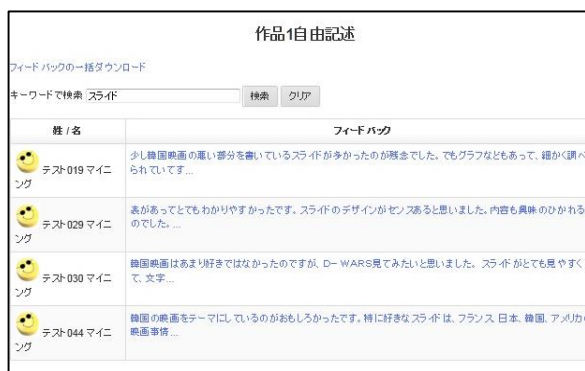 作品1自由記述
フィードバックの一括ダウンロード
キーワードで検索 スライド 検索 クリア
姓 / 名 フィードバック
テスト019 マイニ
ング
少し韓国映画の悪い部分を書いているスライドが多かったのが残念でした。でもグラフなどもあって、細かく調べ
られていてす...
テスト029 マイニ
ング
表があってとてもわかりやすかったです。スライドのデザインがセンスあると思いました。内容も興味のひかれる
のでした。...
テスト030 マイニ
ング
韓国映画はあまり好きではなかったのですが、D-WARS見てみたいと思いました。 スライドがとても見やすく
て、文字...
テスト044 マイニ
ング
韓国の映画をテーマにしているのがおもしろかったです。特に好きなスライドは、フランス、日本、韓国、アメリカの
映画事情...